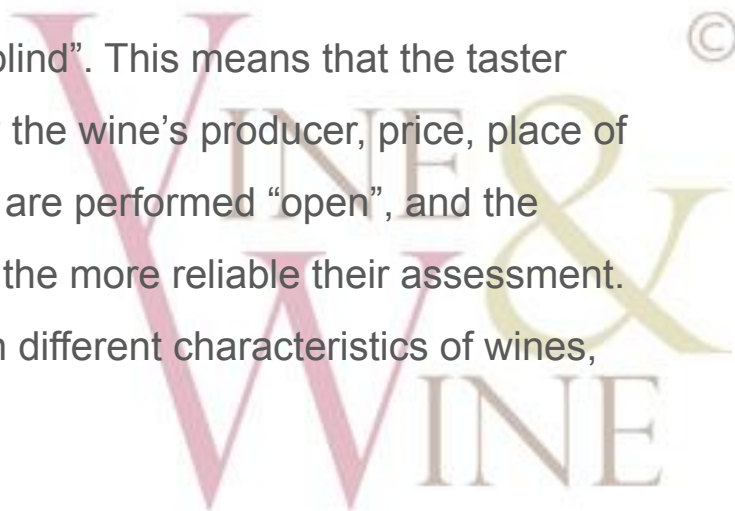 blind”. This means that the taster
the wine’s producer, price, place of
are performed “open”, and the
the more reliable their assessment.
different characteristics of wines,
©
VINE
&
WINE